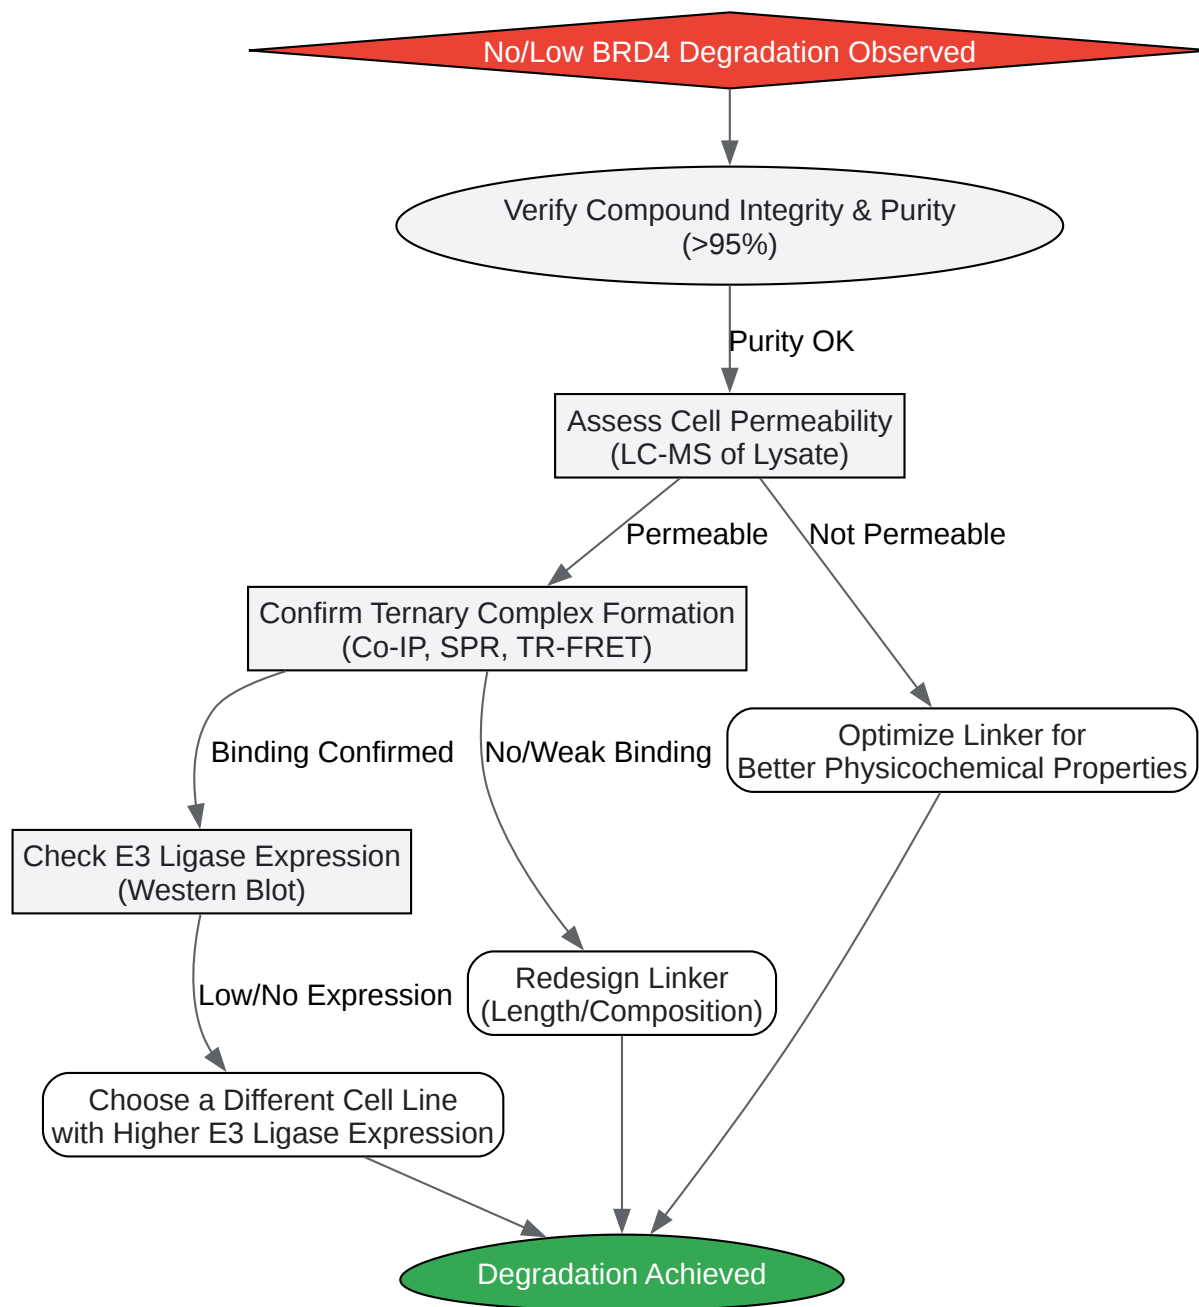 No/Low BRD4 Degradation Observed
Verify Compound Integrity & Purity
(>95%)
Purity OK
Assess Cell Permeability
(LC-MS of Lysate)
Permeable
Not Permeable
Confirm Ternary Complex Formation
(Co-IP, SPR, TR-FRET)
Optimize Linker for
Better Physicochemical Properties
Binding Confirmed
No/Weak Binding
Check E3 Ligase Expression
(Western Blot)
Redesign Linker
(Length/Composition)
Low/No Expression
Choose a Different Cell Line
with Higher E3 Ligase Expression
Degradation Achieved